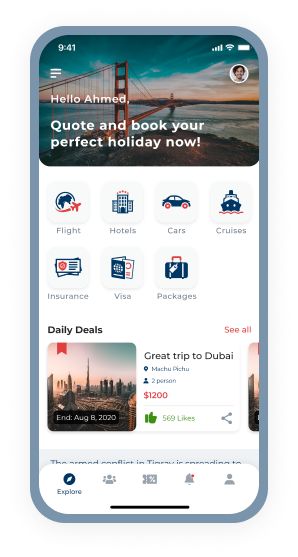 9:41
Hello Ahmed,
Quote and book your
perfect holiday now!
Flight
Hotels
Cars
Cruises
Insurance
Visa
Packages
Daily Deals
See all
Great trip to Dubai
Machu Pichu
2 person
$1200
End: Aug 8, 2020
569 Likes
The armed conflict in Tigray is spreading to
Explore